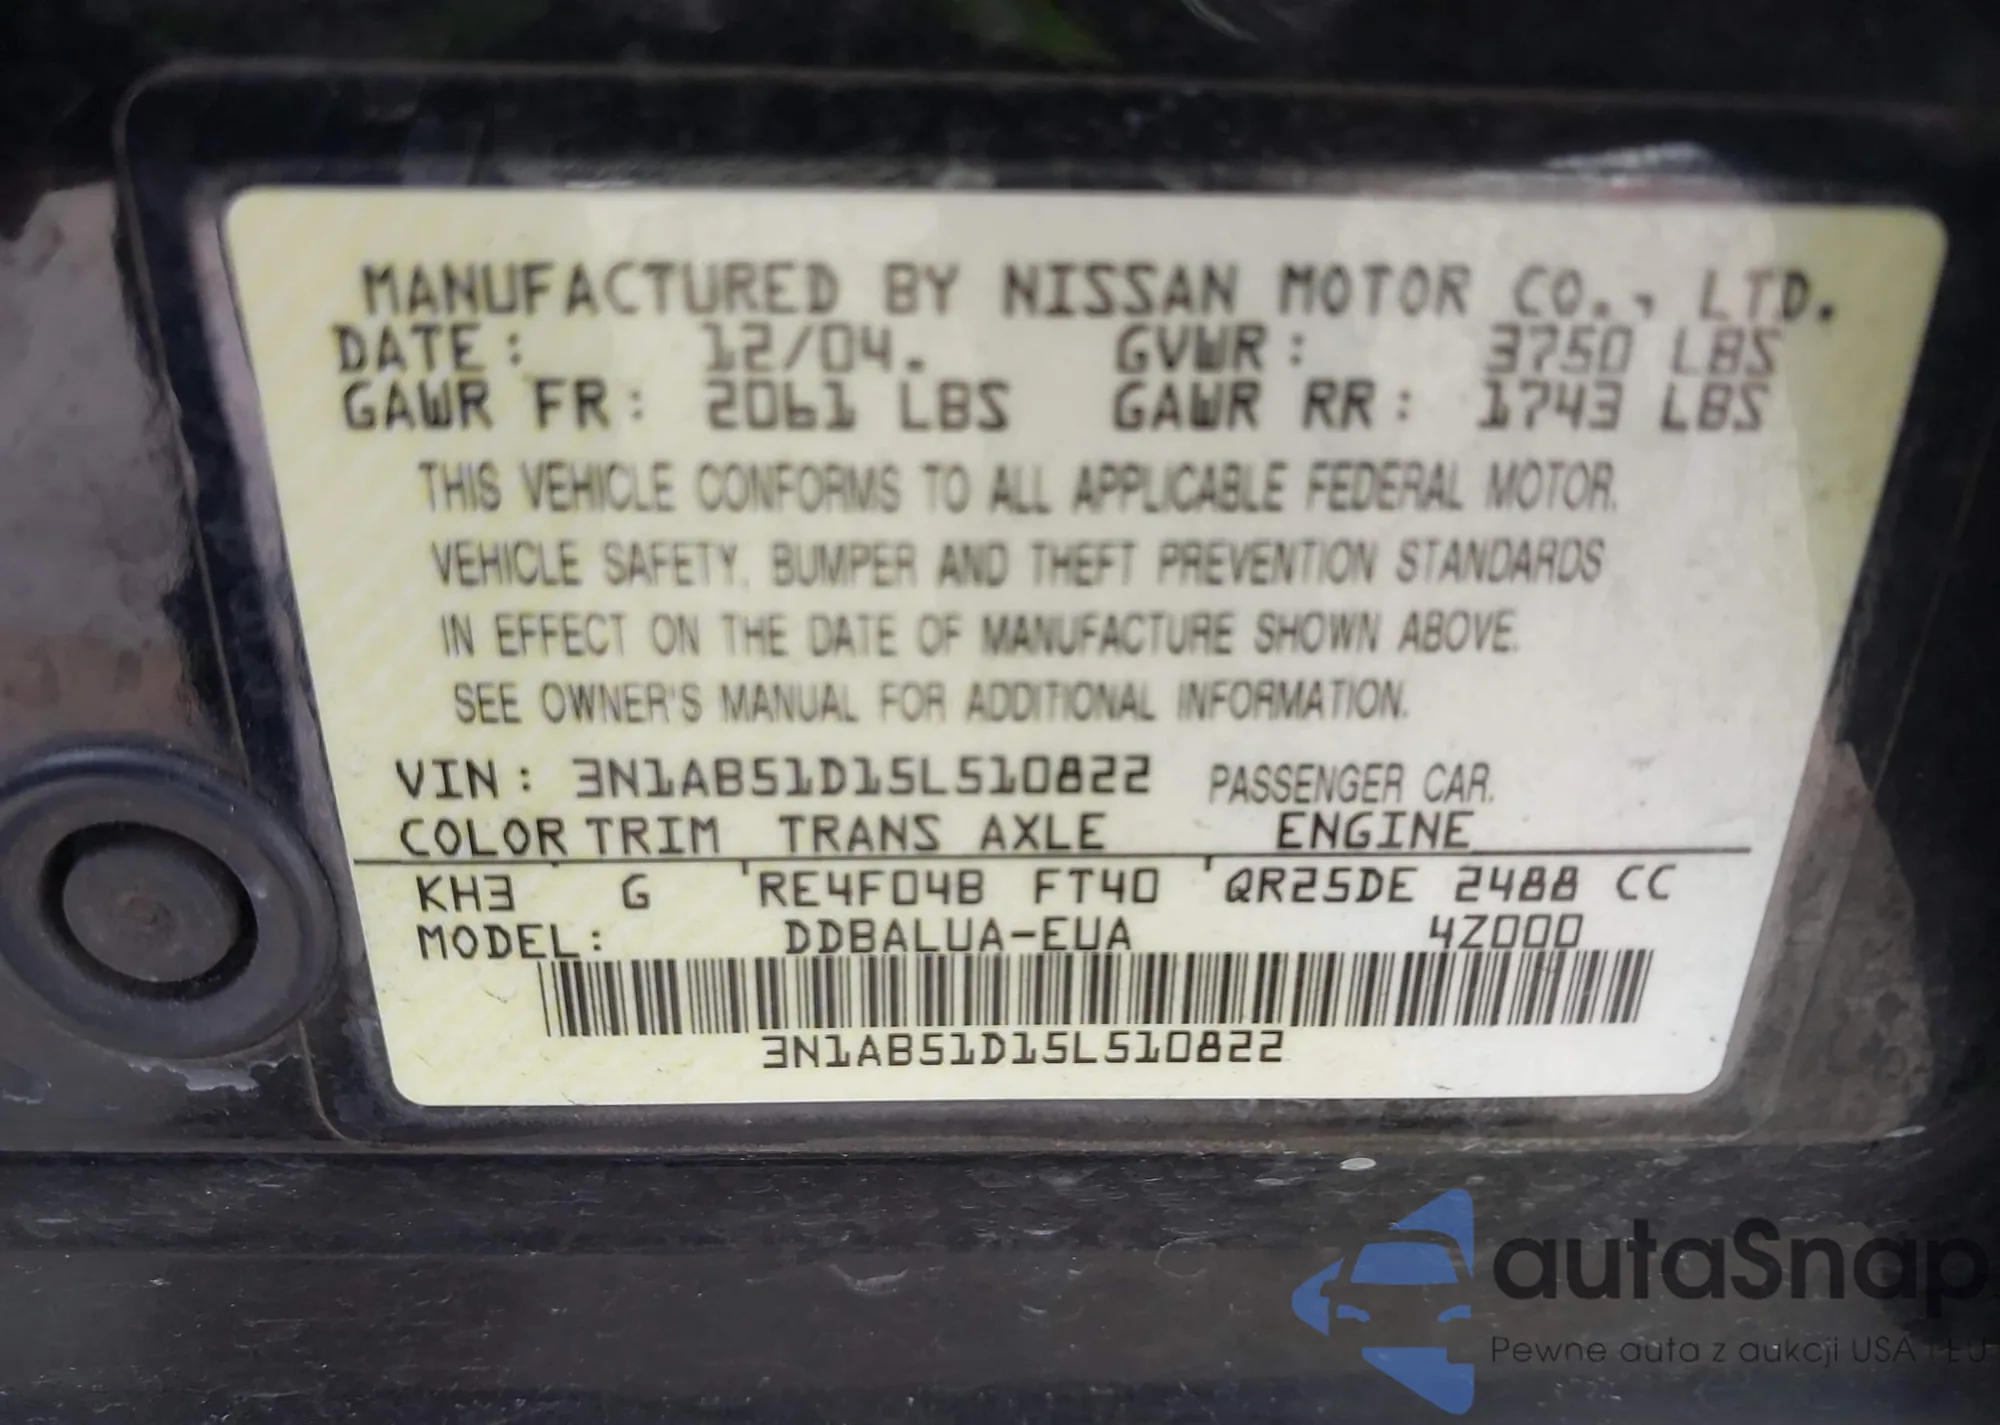 MANUFACTURED BY NISSAN MOTOR CO., LTD.
DATE: 12/04. GVWR: 3750 LBS
GAWR FR: 2061 LBS GAWR RR: 1743 LBS
THIS VEHICLE CONFORMS TO ALL APPLICABLE FEDERAL MOTOR.
VEHICLE SAFETY, BUMPER AND THEFT PREVENTION STANDARDS
IN EFFECT ON THE DATE OF MANUFACTURE SHOWN ABOVE.
SEE OWNER'S MANUAL FOR ADDITIONAL INFORMATION.
VIN: 3N1AB51D15L510822 PASSENGER CAR.
COLOR TRIM TRANS AXLE ENGINE
KH3 G RE4F04B FT40 QR25DE 2488 CC
MODEL: DDBALUA-EUA 4Z000
3N1AB51D15L510822
autaSnap
Pewne auta z aukcji USA i EU